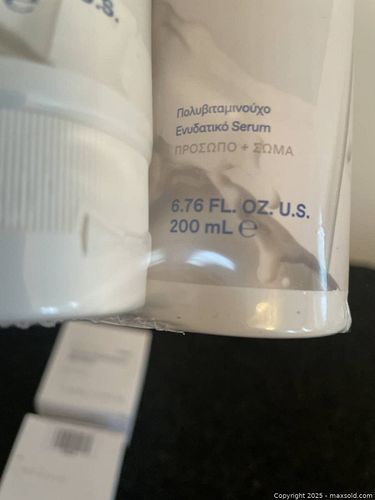 U.S.
Πολυβιταμινούχο
Ενυδατικό Serum
ΠΡΟΣΩΠΟ + ΣΩΜΑ
6.76 FL. OZ. U.S.
200 mL ℮
Copyright 2025 - maxsold.com